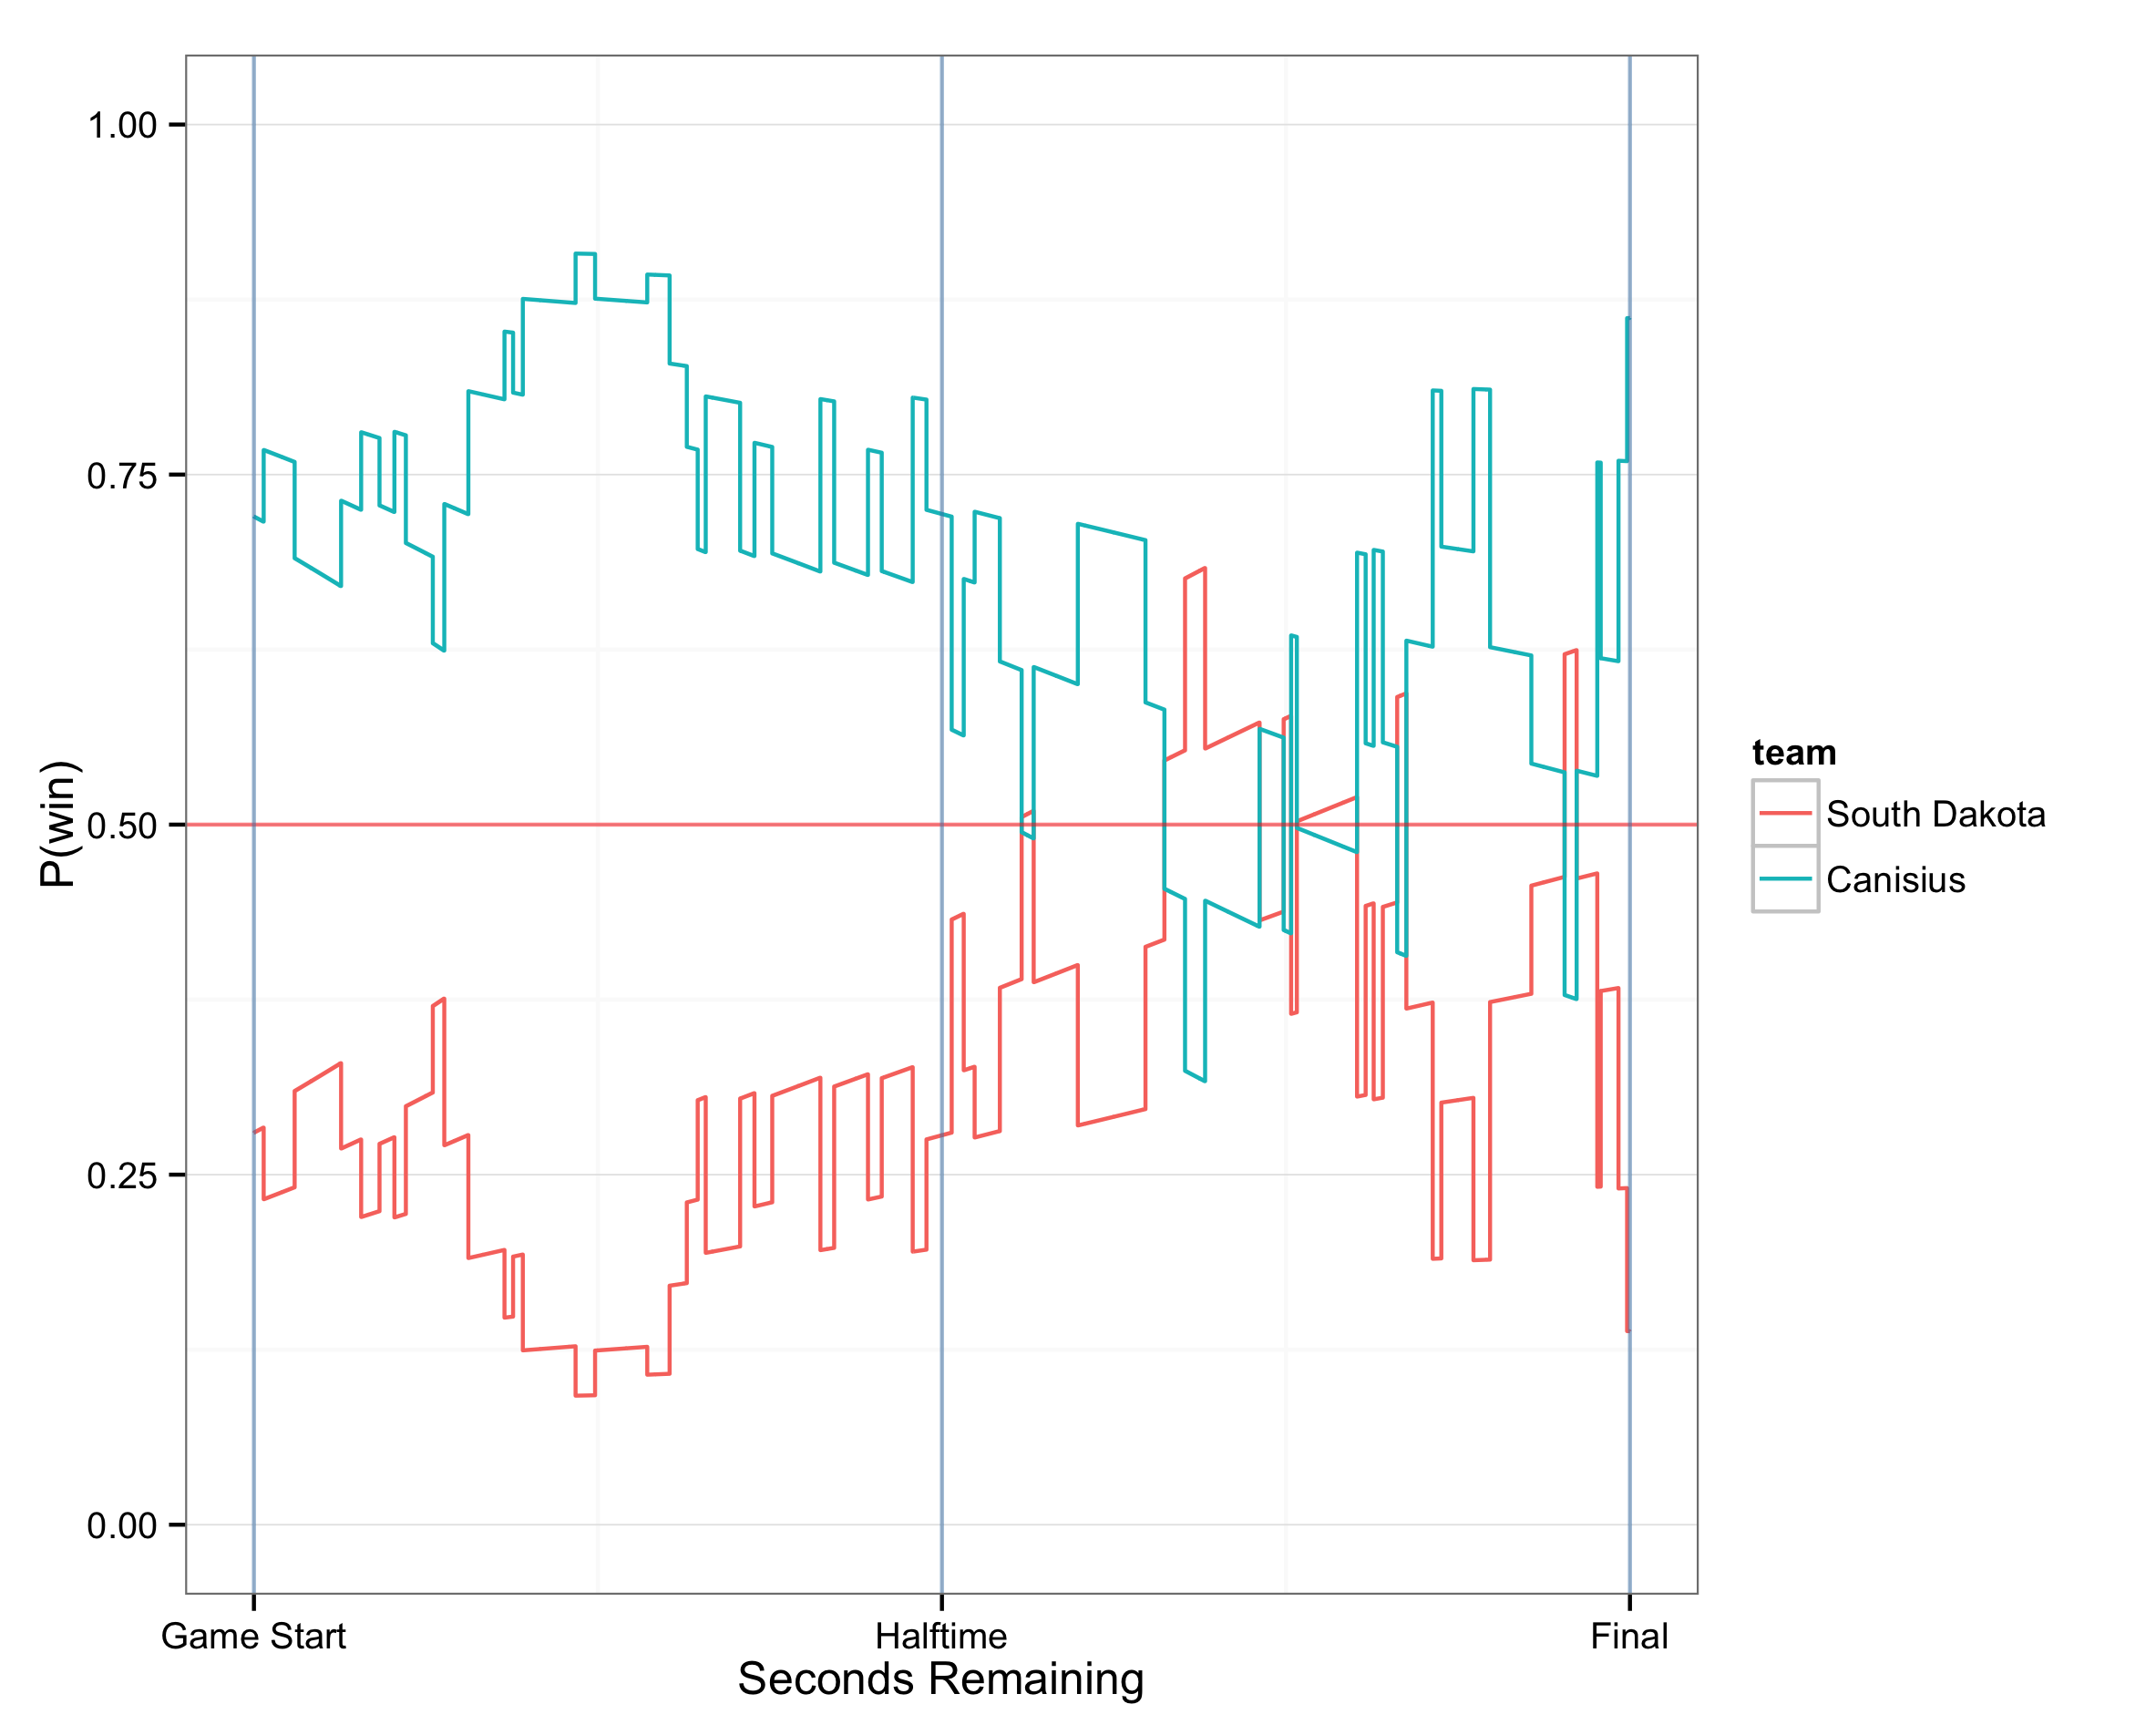 1.00
0.75
0.50
0.25
0.00
P(win)
Game Start
Halftime
Final
Seconds Remaining
team
South Dakota
Canisius